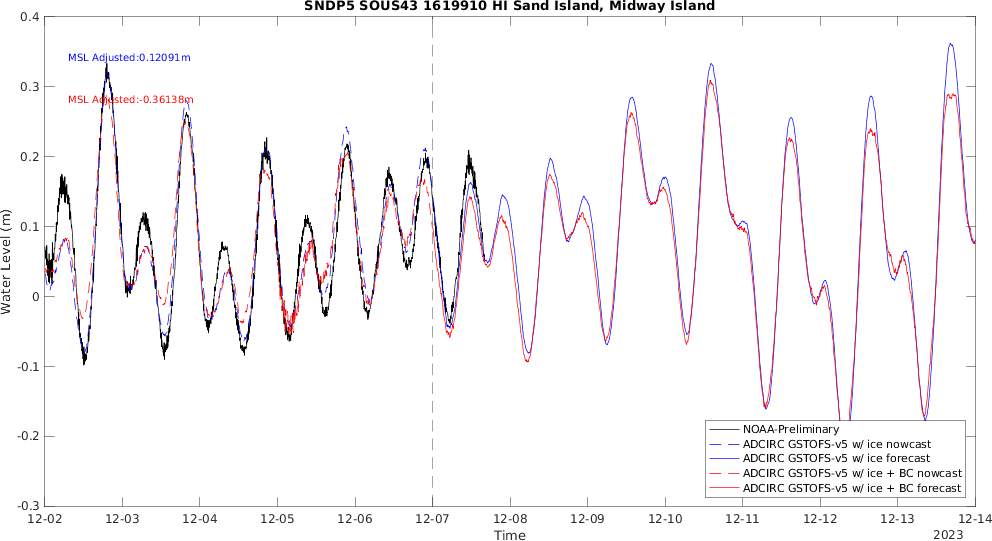 SNDP5 SOUS43 1619910 HI Sand Island, Midway Island
0.4
0.3
0.2
0.1
0
-0.1
-0.2
-0.3
Water Level (m)
MSL Adjusted:0.12091m
MSL Adjusted:-0.36138m
NOAA-Preliminary
ADCIRC GSTOFS-v5 w/ ice nowcast
ADCIRC GSTOFS-v5 w/ ice forecast
ADCIRC GSTOFS-v5 w/ ice + BC nowcast
ADCIRC GSTOFS-v5 w/ ice + BC forecast
12-02 12-03 12-04 12-05 12-06 12-07 12-08 12-09 12-10 12-11 12-12 12-13 12-14
Time
2023